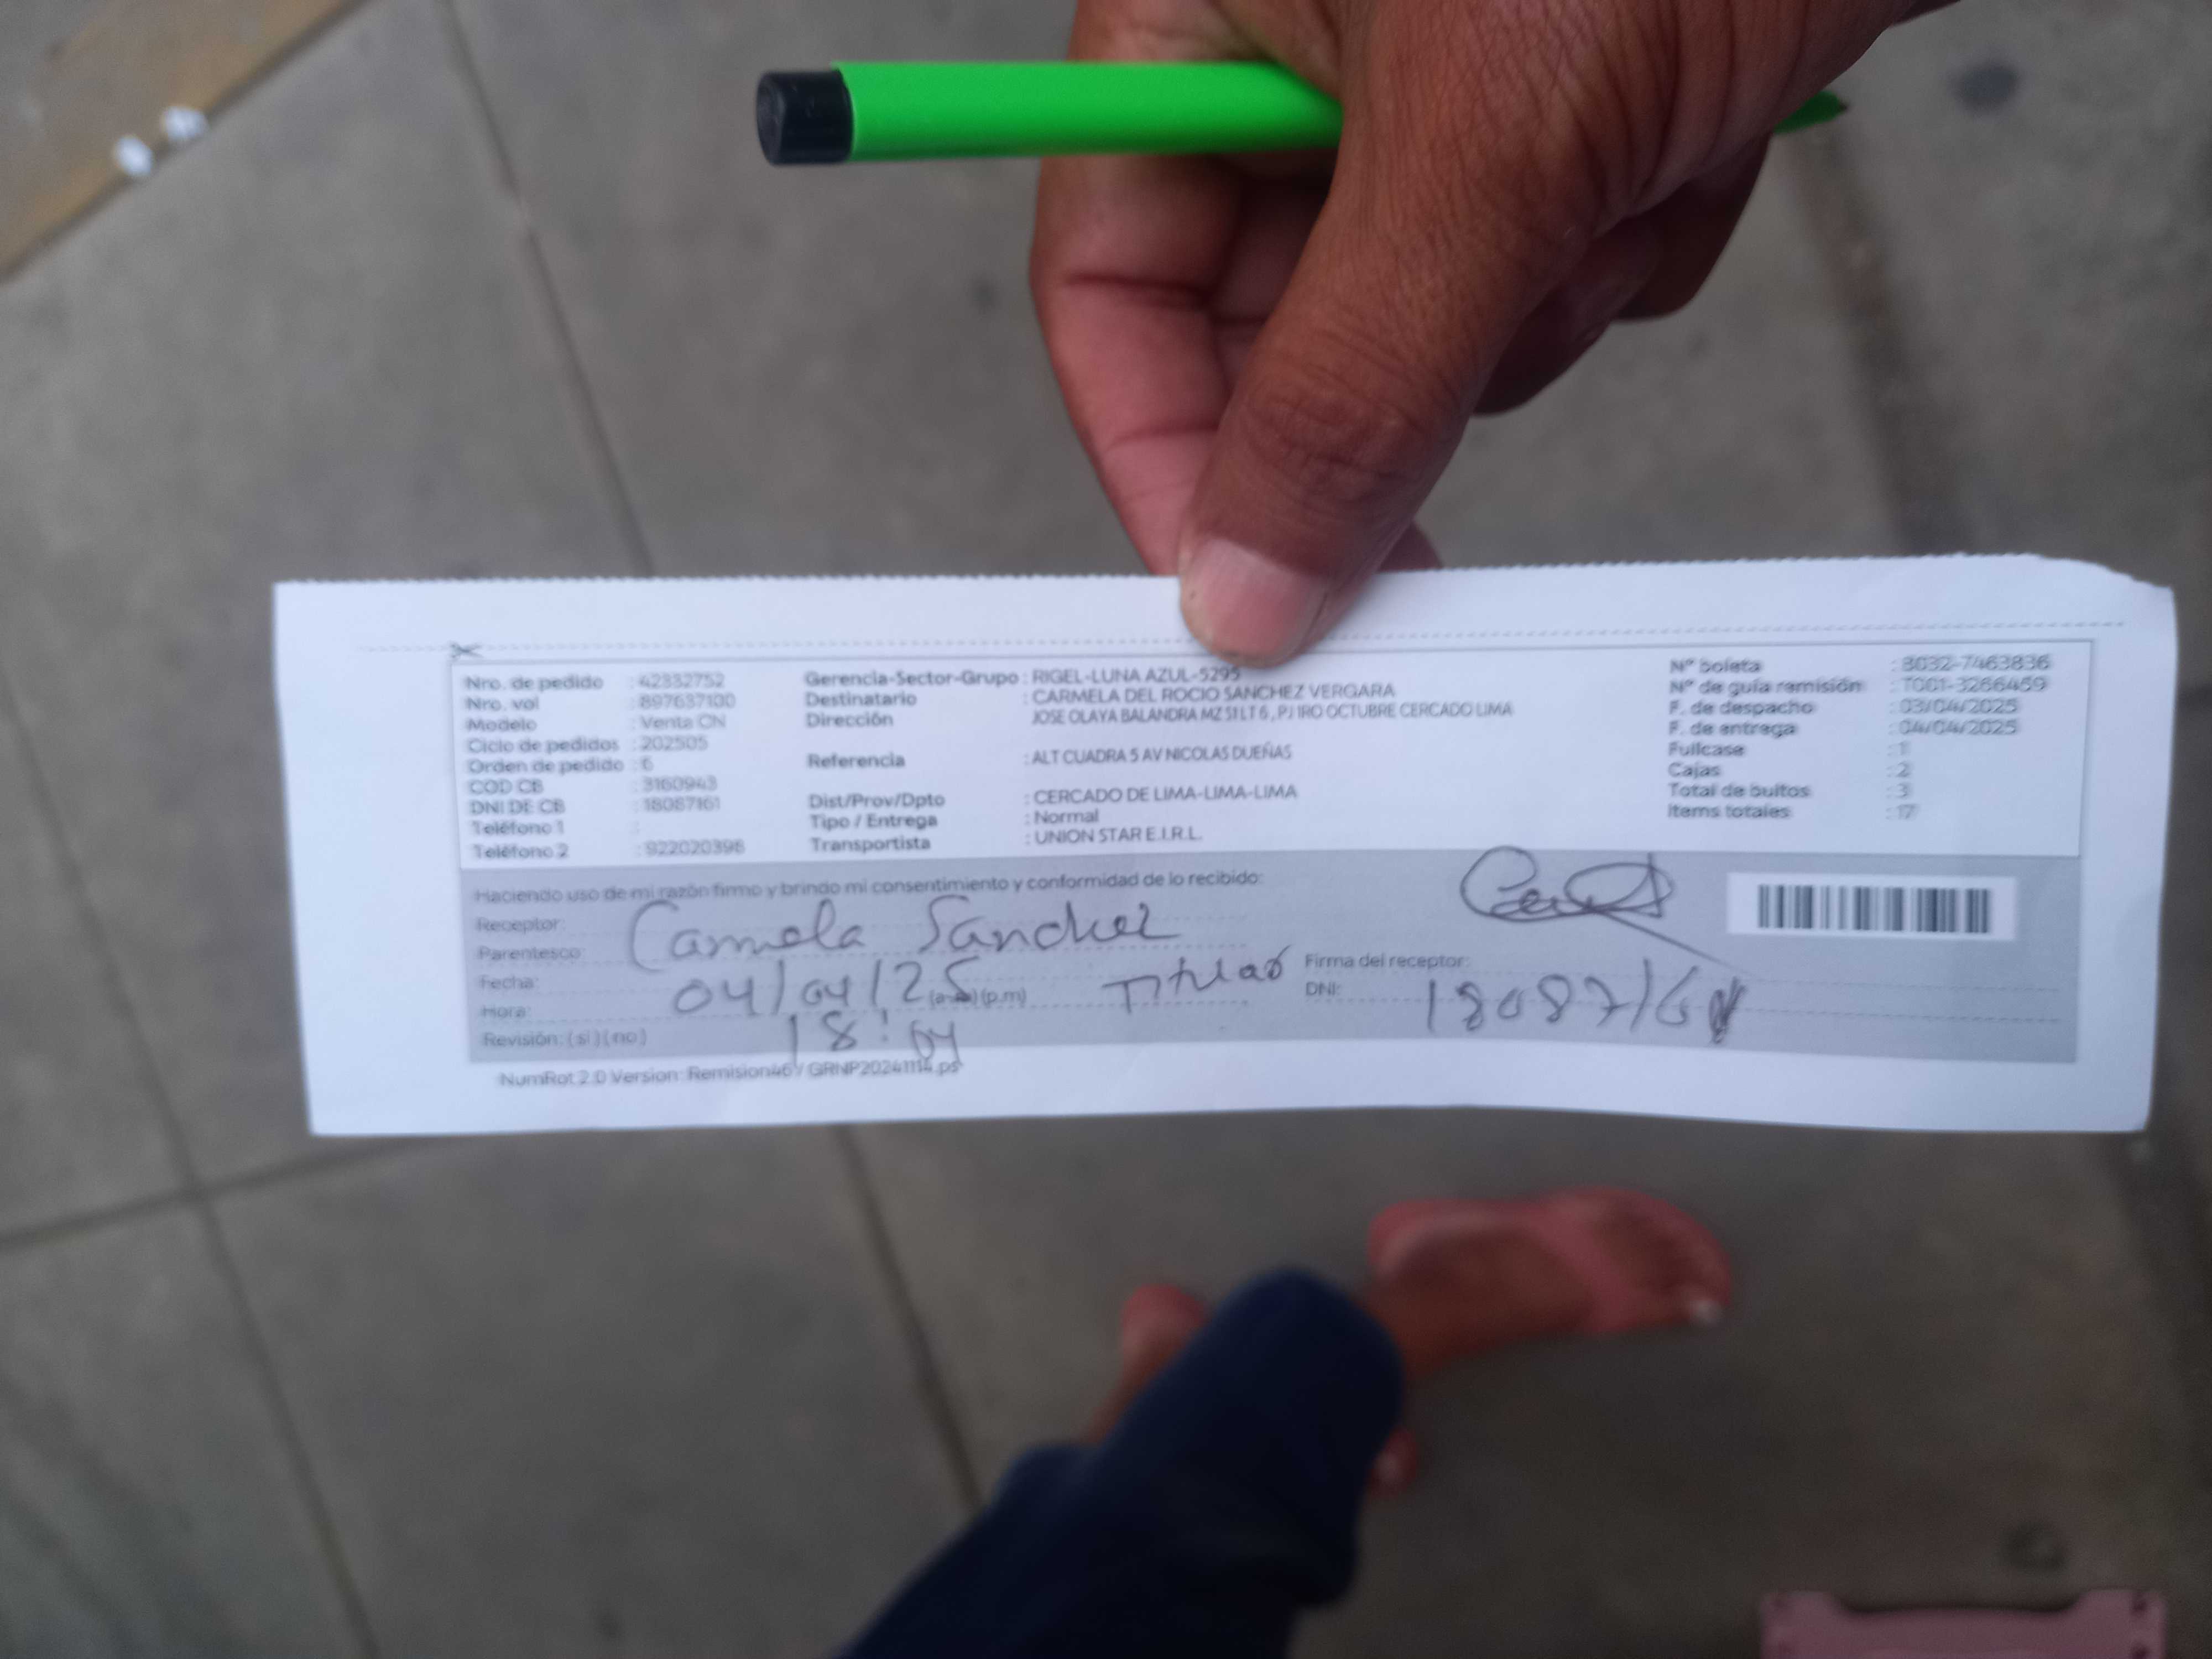 Nro. de pedido : 42332752
Nro. vol : 897637100
Modelo : Venta CN
Ciclo de pedidos : 202505
Orden de pedido : 6
COD CB : 3160943
DNI DE CB : 18087161
Teléfono 1 :
Teléfono 2 : 922020396
Gerencia-Sector-Grupo : RIGEL-LUNA AZUL-5295
Destinatario : CARMELA DEL ROCIO SANCHEZ VERGARA
Dirección JOSE OLAYA BALANDRA MZ S1 LT 6 , PJ 1RO OCTUBRE CERCADO LIMA
Referencia : ALT CUADRA 5 AV NICOLAS DUEÑAS
Dist/Prov/Dpto : CERCADO DE LIMA-LIMA-LIMA
Tipo / Entrega : Normal
Transportista : UNION STAR E.I.R.L.
N° boleta : B032-7463836
N° de guía remisión : T001-3266459
F. de despacho : 03/04/2025
F. de entrega : 04/04/2025
Fullcase : 1
Cajas : 2
Total de bultos : 3
Items totales : 17
Haciendo uso de mi razón firmo y brindo mi consentimiento y conformidad de lo recibido:
Receptor: Camela Sanchez
Parentesco: Titular
Fecha: 04/04/25
Hora: 18:04 (a.m) (p.m)
Revisión: (si) (no)
Firma del receptor:
DNI: 18087161
NumRot 2.0 Version: Remision46 / GRNP20241114.ps